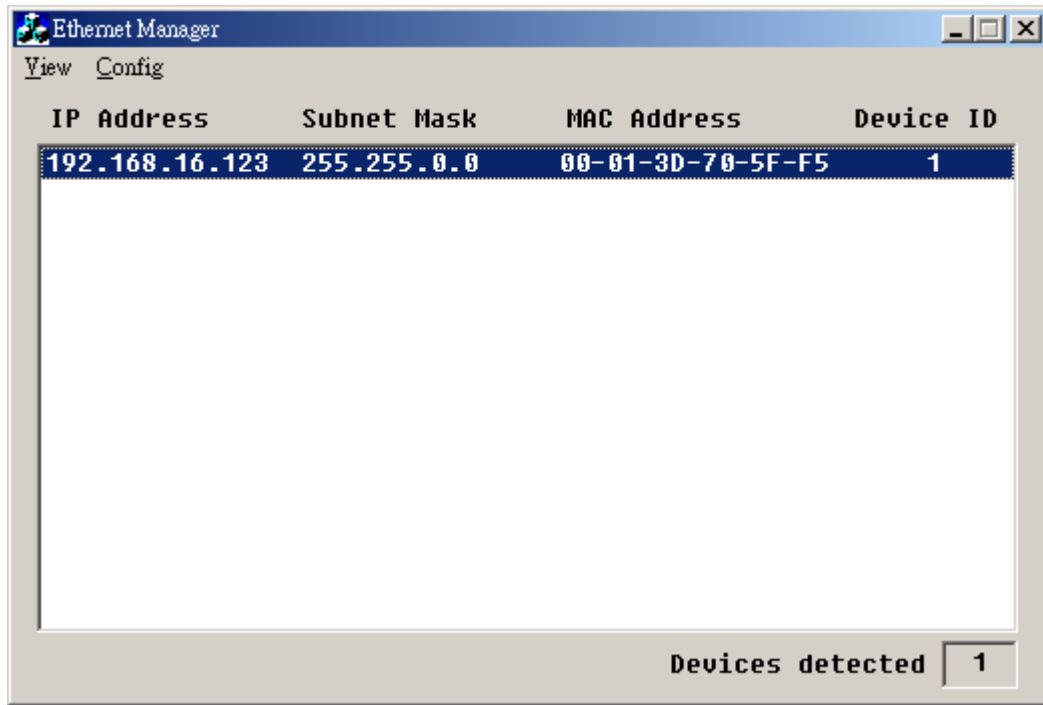 Ethernet Manager
View Config
IP Address Subnet Mask MAC Address Device ID
192.168.16.123 255.255.0.0 00-01-3D-70-5F-F5 1
Devices detected 1